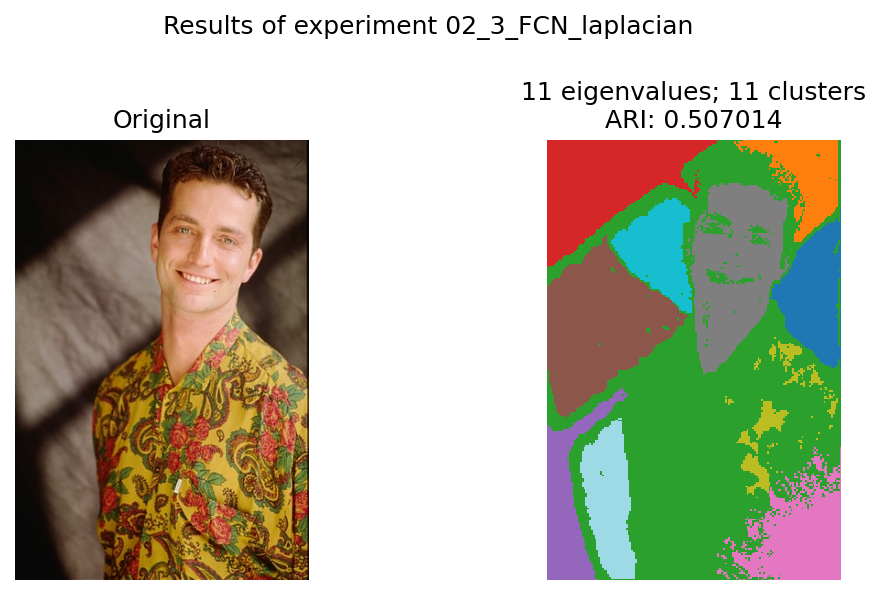 Results of experiment 02_3_FCN_laplacian
Original
11 eigenvalues; 11 clusters
ARI: 0.507014